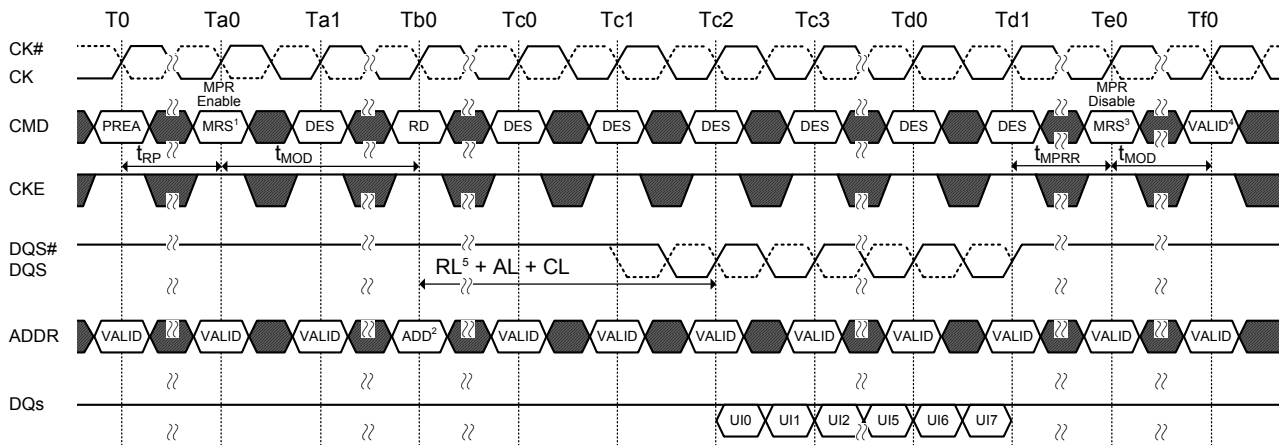 T0 Ta0 Ta1 Tb0 Tc0 Tc1 Tc2 Tc3 Td0 Td1 Te0 Tf0
CK#
CK
MPR
Enable
MPR
Disable
CMD PREA MRS¹ DES RD DES DES DES DES DES DES MRS³ VALID⁴
tRP tMOD tMPRR tMOD
CKE
DQS#
DQS
RL⁵ + AL + CL
ADDR VALID VALID VALID ADD² VALID VALID VALID VALID VALID VALID VALID VALID
DQs UI0 UI1 UI2 UI5 UI6 UI7